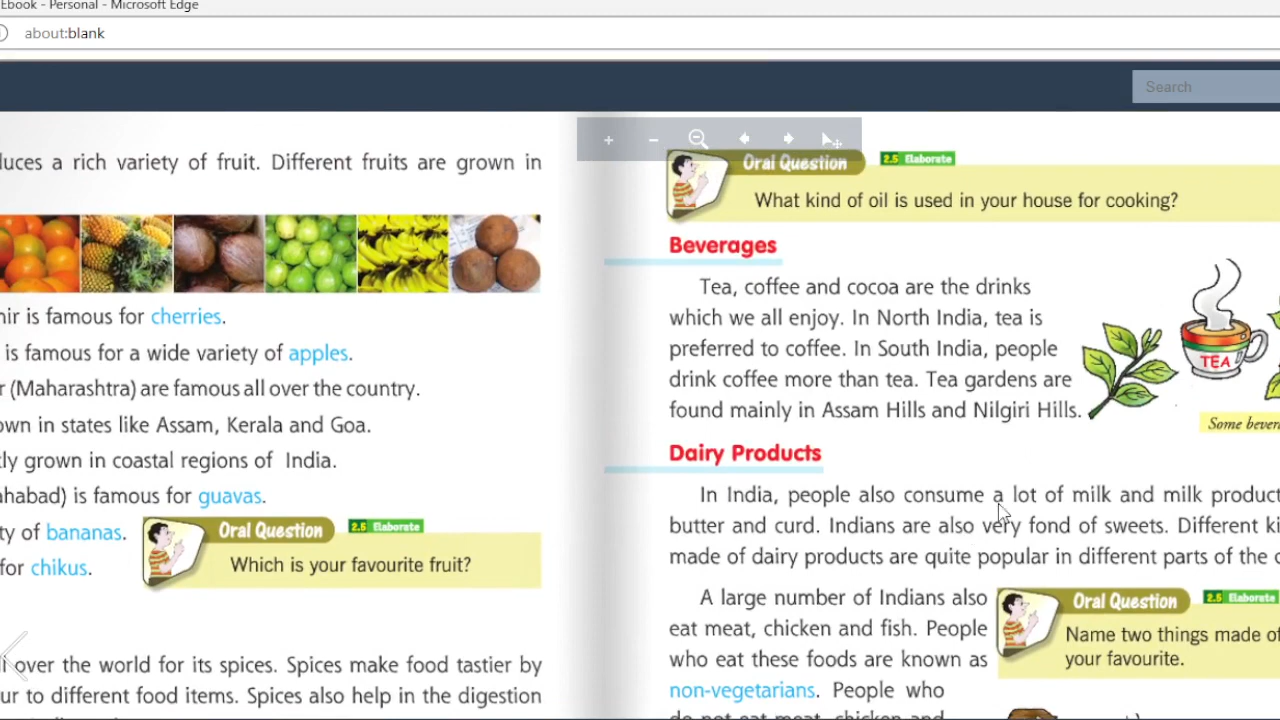 Ebook - Personal - Microsoft Edge
about:blank
Search
duces a rich variety of fruit. Different fruits are grown in
mir is famous for cherries.
is famous for a wide variety of apples.
r (Maharashtra) are famous all over the country.
own in states like Assam, Kerala and Goa.
tly grown in coastal regions of India.
ahabad) is famous for guavas.
ty of bananas.
for chikus.
Oral Question
2.5 Elaborate
Which is your favourite fruit?
over the world for its spices. Spices make food tastier by
ur to different food items. Spices also help in the digestion
Oral Question
2.5 Elaborate
What kind of oil is used in your house for cooking?
Beverages
Tea, coffee and cocoa are the drinks
which we all enjoy. In North India, tea is
preferred to coffee. In South India, people
drink coffee more than tea. Tea gardens are
found mainly in Assam Hills and Nilgiri Hills.
TEA
Some bever
Dairy Products
In India, people also consume a lot of milk and milk product
butter and curd. Indians are also very fond of sweets. Different ki
made of dairy products are quite popular in different parts of the c
A large number of Indians also
eat meat, chicken and fish. People
who eat these foods are known as
non-vegetarians. People who
do not eat meat, chicken and
Oral Question
2.5 Elaborate
Name two things made of
your favourite.